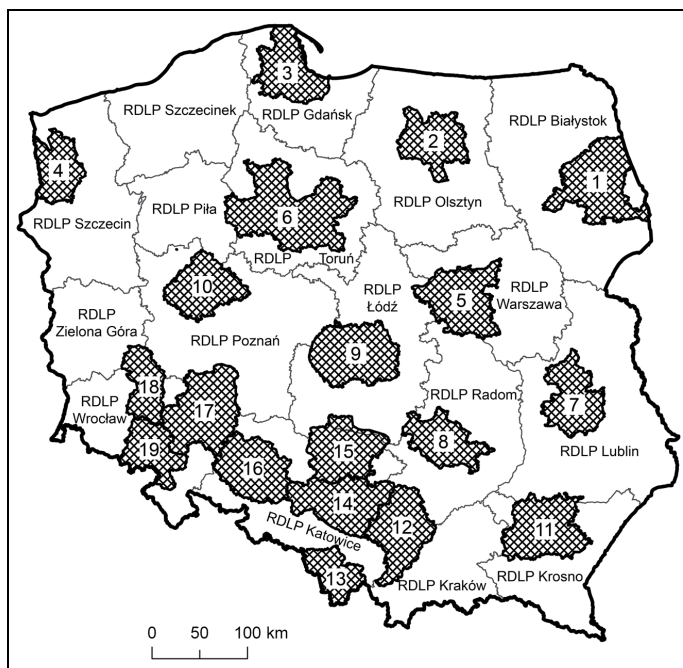 3
RDLP Szczecinek
RDLP Gdańsk
RDLP Białystok
2
4
1
RDLP Piła
RDLP Olsztyn
6
RDLP Szczecin
RDLP Toruń
10
5
RDLP
Warszawa
RDLP
Łódź
RDLP
Zielona Góra
RDLP Poznań
9
18
RDLP Radom
7
RDLP
Wrocław
17
8
19
15
RDLP Lublin
16
14
12
11
RDLP Katowice
13
RDLP Kraków
RDLP Krosno
0 50 100 km